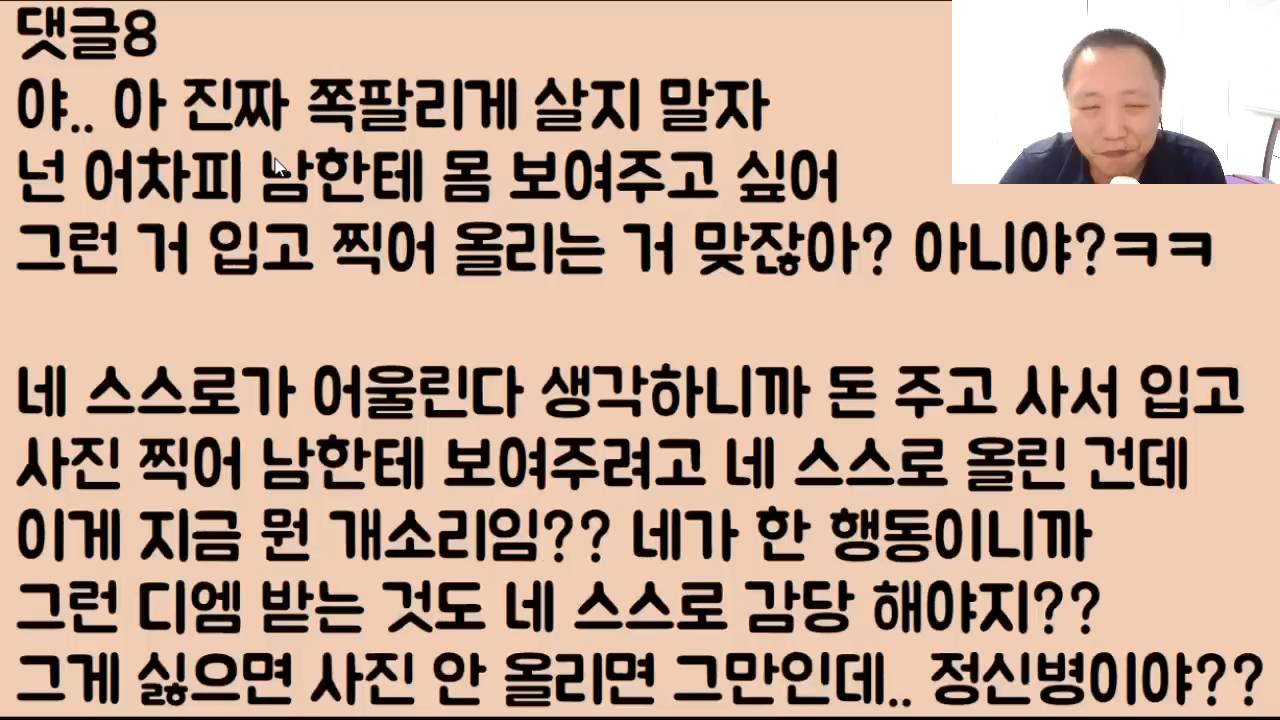 댓글8
야.. 아 진짜 쪽팔리게 살지 말자
넌 어차피 남한테 몸 보여주고 싶어
그런 거 입고 찍어 올리는 거 맞잖아? 아니야?ㅋㅋ
네 스스로가 어울린다 생각하니까 돈 주고 사서 입고
사진 찍어 남한테 보여주려고 네 스스로 올린 건데
이게 지금 뭔 개소리임?? 네가 한 행동이니까
그런 디엠 받는 것도 네 스스로 감당 해야지??
그게 싫으면 사진 안 올리면 그만인데.. 정신병이야??